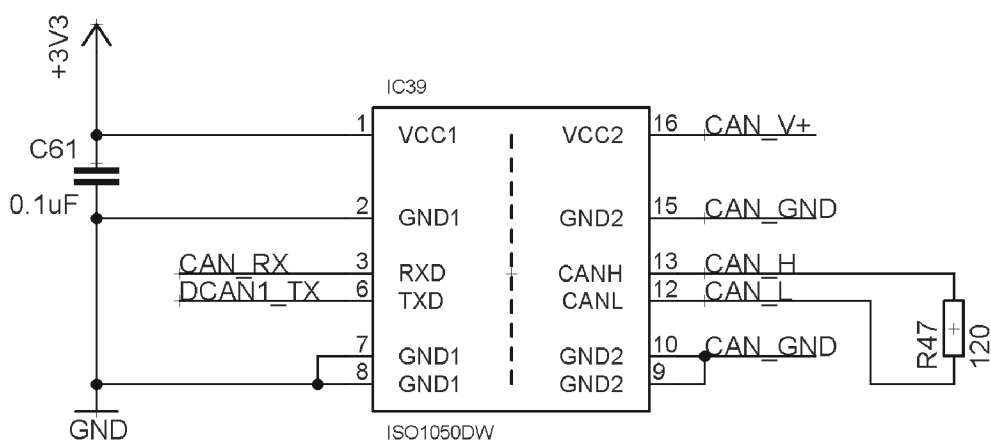 +3V3
IC39
1 VCC1 VCC2 16 CAN_V+
C61
0.1uF
2 GND1 GND2 15 CAN_GND
CAN_RX 3 RXD CANH 13 CAN_H
DCAN1_TX 6 TXD CANL 12 CAN_L
R47
120
7 GND1 GND2 10 CAN_GND
8 GND1 GND2 9
GND
ISO1050DW